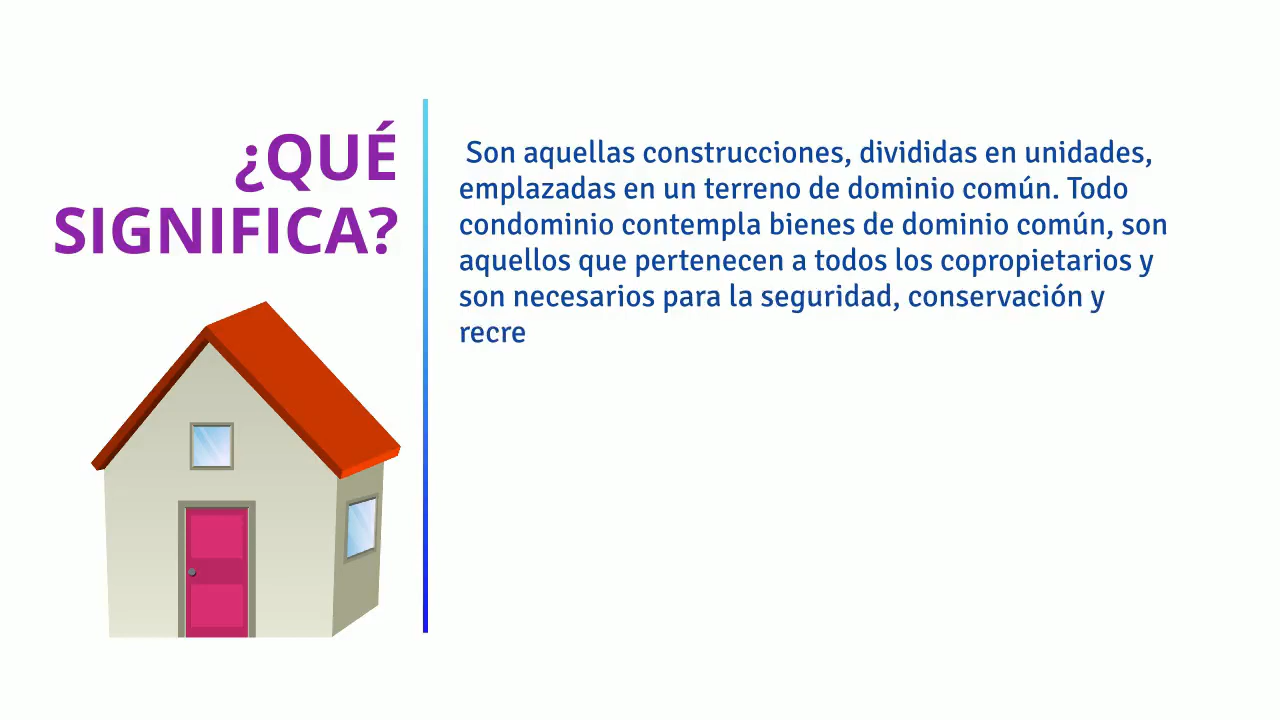 ¿QUÉ
SIGNIFICA?
Son aquellas construcciones, divididas en unidades,
emplazadas en un terreno de dominio común. Todo
condominio contempla bienes de dominio común, son
aquellos que pertenecen a todos los copropietarios y
son necesarios para la seguridad, conservación y
recre